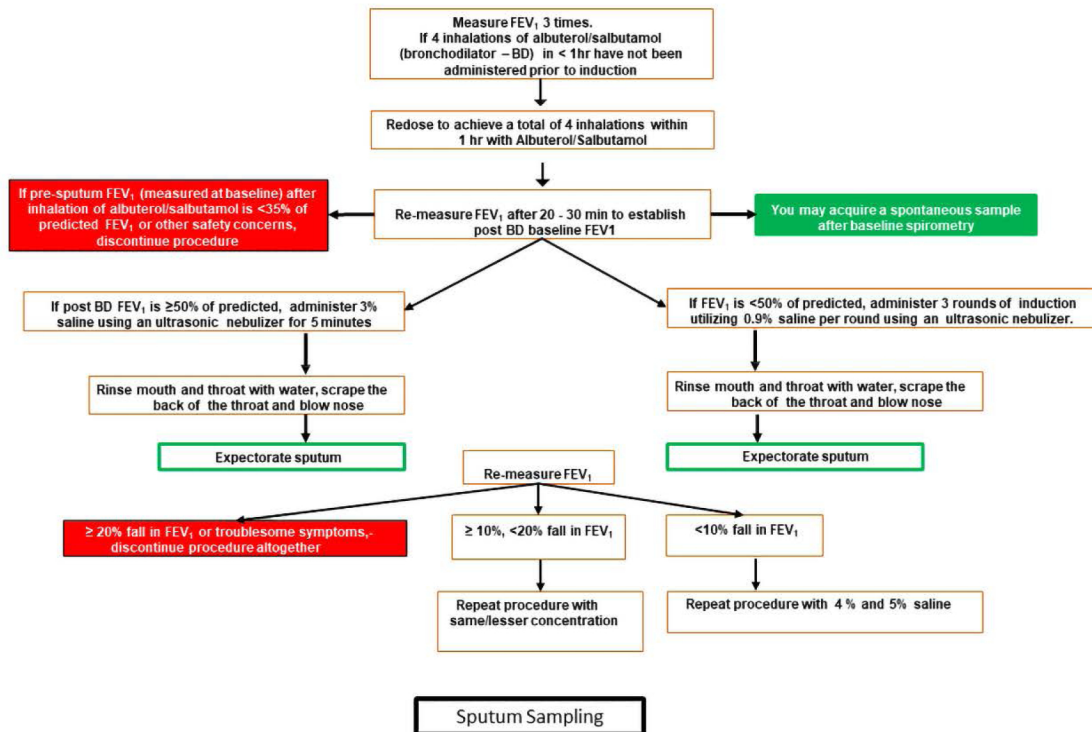 Measure FEV₁ 3 times.
If 4 inhalations of albuterol/salbutamol
(bronchodilator – BD) in < 1hr have not been
administered prior to induction
Redose to achieve a total of 4 inhalations within
1 hr with Albuterol/Salbutamol
If pre-sputum FEV₁ (measured at baseline) after
inhalation of albuterol/salbutamol is <35% of
predicted FEV₁ or other safety concerns,
discontinue procedure
Re-measure FEV₁ after 20 - 30 min to establish
post BD baseline FEV1
You may acquire a spontaneous sample
after baseline spirometry
If post BD FEV₁ is ≥50% of predicted, administer 3%
saline using an ultrasonic nebulizer for 5 minutes
If FEV₁ is <50% of predicted, administer 3 rounds of induction
utilizing 0.9% saline per round using an ultrasonic nebulizer.
Rinse mouth and throat with water, scrape the
back of the throat and blow nose
Rinse mouth and throat with water, scrape the
back of the throat and blow nose
Expectorate sputum
Expectorate sputum
Re-measure FEV₁
≥ 20% fall in FEV₁ or troublesome symptoms,-
discontinue procedure altogether
≥ 10%, <20% fall in FEV₁
<10% fall in FEV₁
Repeat procedure with
same/lesser concentration
Repeat procedure with 4 % and 5% saline
Sputum Sampling